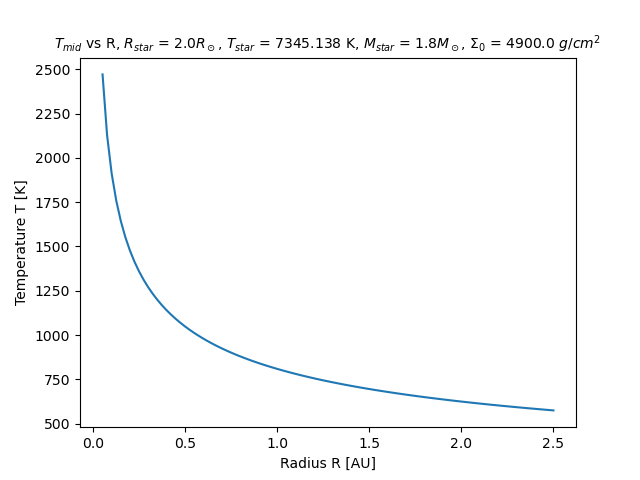 T_mid vs R, R_star = 2.0R_⊙, T_star = 7345.138 K, M_star = 1.8M_⊙, Σ_0 = 4900.0 g/cm^2
2500
2250
2000
1750
1500
1250
1000
750
500
Temperature T [K]
0.0 0.5 1.0 1.5 2.0 2.5
Radius R [AU]